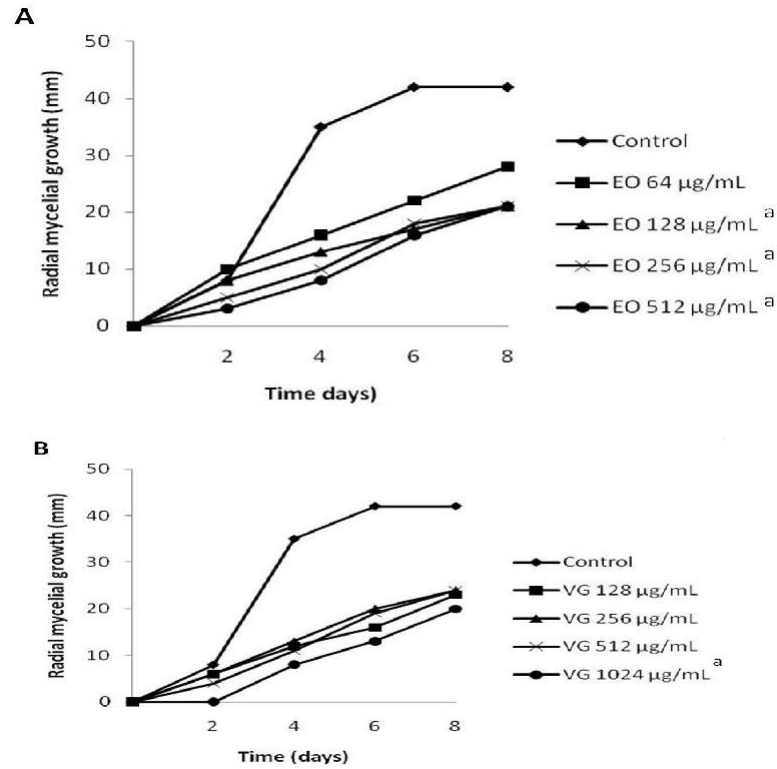 A
50
40
30
20
10
0
Radial mycelial growth (mm)
2 4 6 8
Time days)
Control
EO 64 µg/mL
EO 128 µg/mL a
EO 256 µg/mL a
EO 512 µg/mL a
B
50
40
30
20
10
0
Radial mycelial growth (mm)
2 4 6 8
Time (days)
Control
VG 128 µg/mL
VG 256 µg/mL
VG 512 µg/mL
VG 1024 µg/mL a